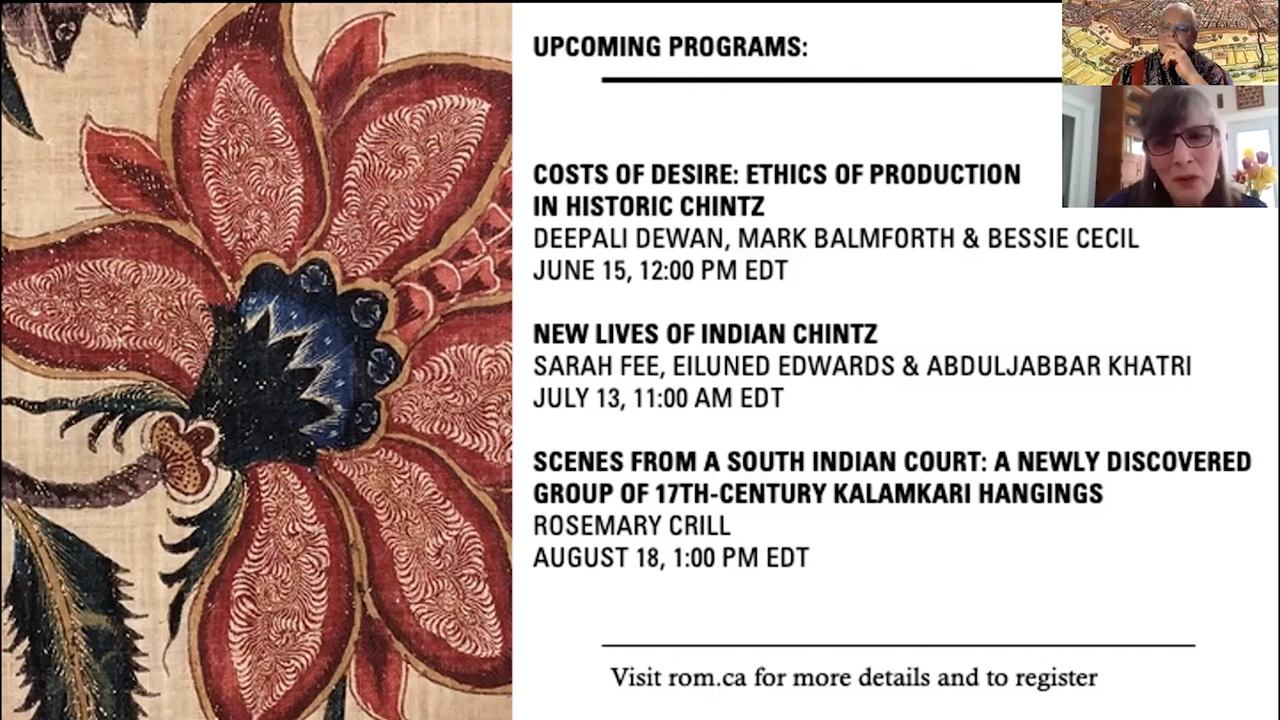 UPCOMING PROGRAMS:
COSTS OF DESIRE: ETHICS OF PRODUCTION
IN HISTORIC CHINTZ
DEEPALI DEWAN, MARK BALMFORTH & BESSIE CECIL
JUNE 15, 12:00 PM EDT
NEW LIVES OF INDIAN CHINTZ
SARAH FEE, EILUNED EDWARDS & ABDULJABBAR KHATRI
JULY 13, 11:00 AM EDT
SCENES FROM A SOUTH INDIAN COURT: A NEWLY DISCOVERED
GROUP OF 17TH-CENTURY KALAMKARI HANGINGS
ROSEMARY CRILL
AUGUST 18, 1:00 PM EDT
Visit rom.ca for more details and to register